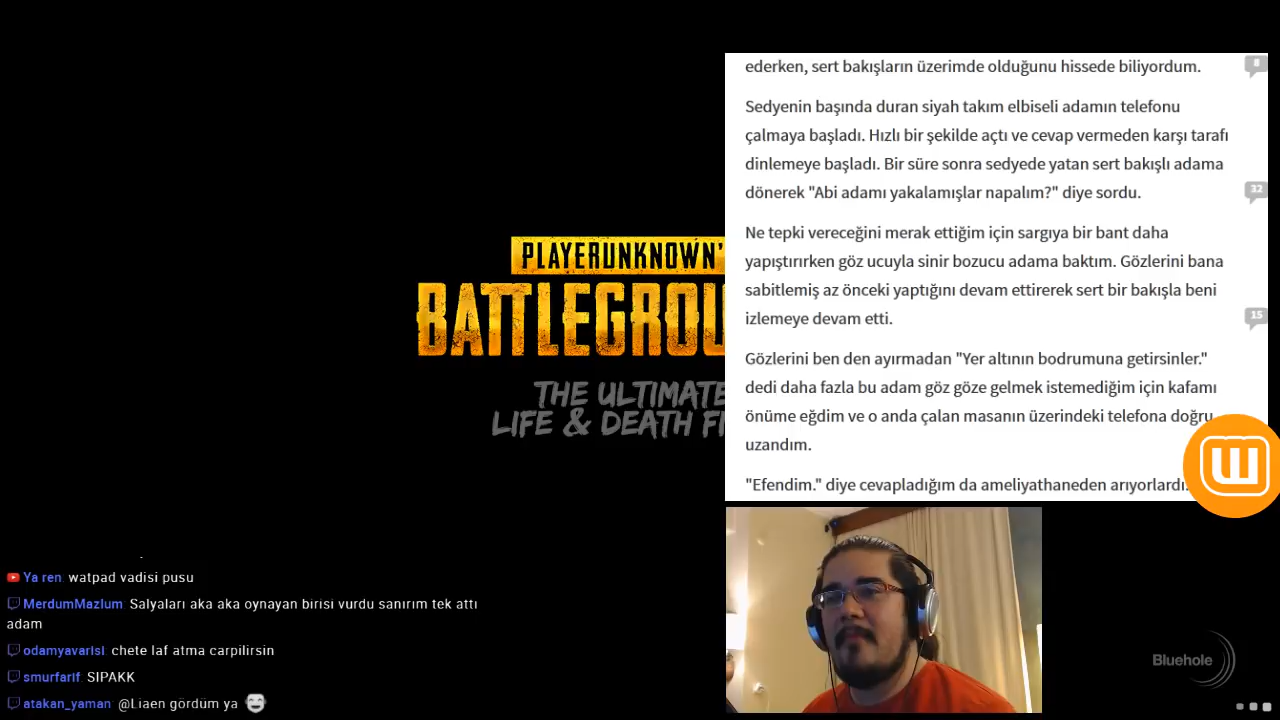 ederken, sert bakışların üzerimde olduğunu hissede biliyordum.
8
Sedyenin başında duran siyah takım elbiseli adamın telefonu
çalmaya başladı. Hızlı bir şekilde açtı ve cevap vermeden karşı tarafı
dinlemeye başladı. Bir süre sonra sedyede yatan sert bakışlı adama
dönerek "Abi adamı yakalamışlar napalım?" diye sordu.
32
Ne tepki vereceğini merak ettiğim için sargıya bir bant daha
yapıştırırken göz ucuyla sinir bozucu adama baktım. Gözlerini bana
sabitlemiş az önceki yaptığını devam ettirerek sert bir bakışla beni
izlemeye devam etti.
15
Gözlerini ben den ayırmadan "Yer altının bodrumuna getirsinler."
dedi daha fazla bu adam göz göze gelmek istemediğim için kafamı
önüme eğdim ve o anda çalan masanın üzerindeki telefona doğru
uzandım.
"Efendim." diye cevapladığım da ameliyathaneden arıyorlardı.
PLAYERUNKNOWN'
BATTLEGROU
THE ULTIMATE
LIFE & DEATH FI
Ya ren: watpad vadisi pusu
MerdumMazlum Salyaları aka aka oynayan birisi vurdu sanırım tek attı
adam
odamyavarisi: chete laf atma carpilirsin
smurfarif SIPAKK
atakan_yaman: @Liaen gördüm ya
Bluehole